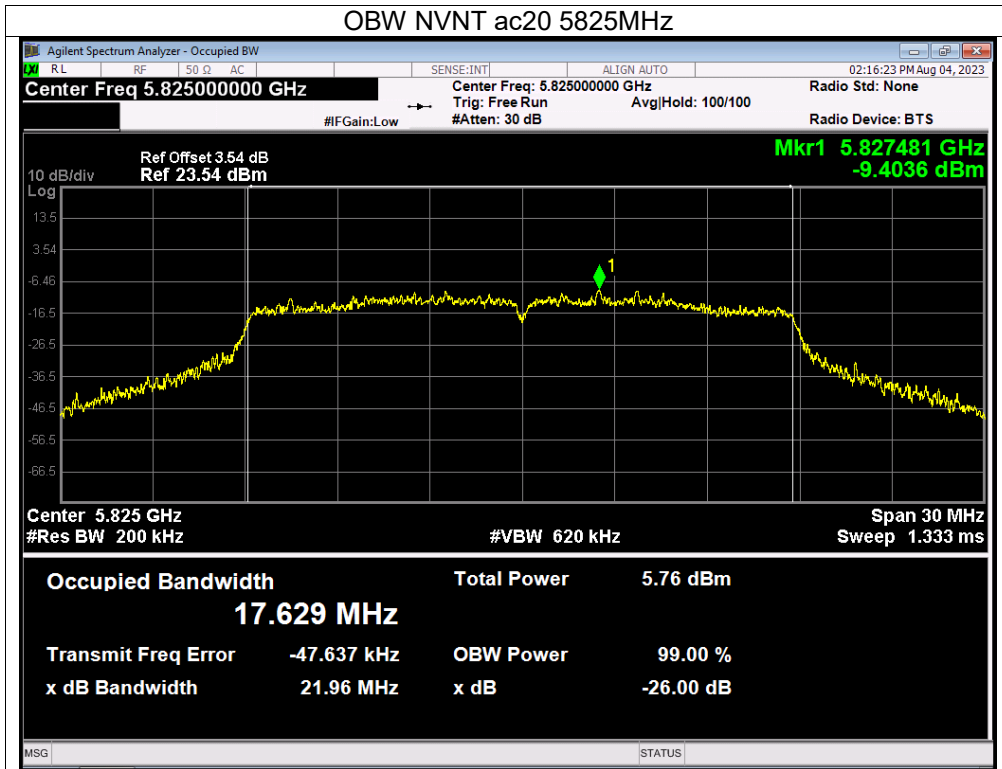 OBW NVNT ac20 5825MHz
Agilent Spectrum Analyzer - Occupied BW
LXI RL RF 50 Ω AC SENSE:INT ALIGN AUTO 02:16:23 PM Aug 04, 2023
Center Freq 5.825000000 GHz Center Freq: 5.825000000 GHz Radio Std: None
Trig: Free Run Avg|Hold: 100/100
#IFGain:Low #Atten: 30 dB Radio Device: BTS
Ref Offset 3.54 dB Mkr1 5.827481 GHz
10 dB/div Ref 23.54 dBm -9.4036 dBm
Log
13.5
3.54
1
-6.46
-16.5
-26.5
-36.5
-46.5
-56.5
-66.5
Center 5.825 GHz Span 30 MHz
#Res BW 200 kHz #VBW 620 kHz Sweep 1.333 ms
Occupied Bandwidth Total Power 5.76 dBm
17.629 MHz
Transmit Freq Error -47.637 kHz OBW Power 99.00 %
x dB Bandwidth 21.96 MHz x dB -26.00 dB
MSG STATUS